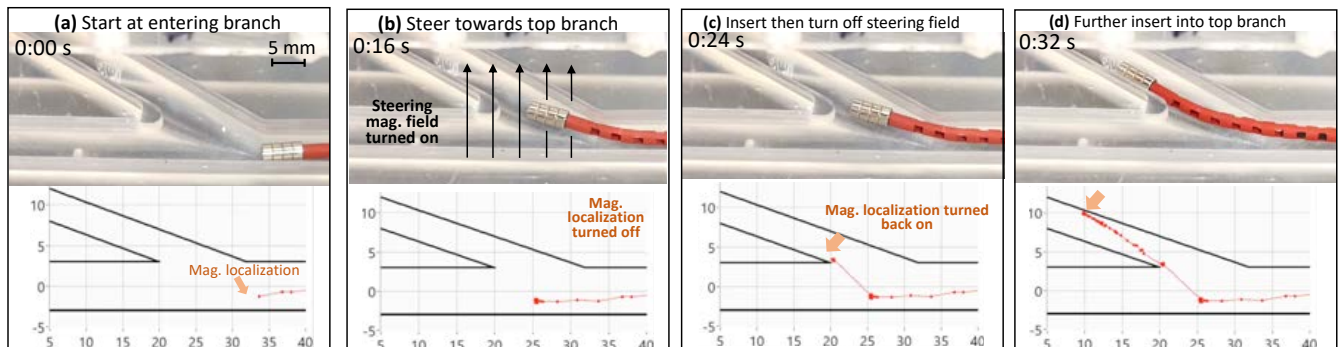 (a) Start at entering branch
0:00 s
5 mm
10
5
0
-5
Mag. localization
5 10 15 20 25 30 35 40
(b) Steer towards top branch
0:16 s
Steering
mag. field
turned on
10
5
0
-5
Mag.
localization
turned off
5 10 15 20 25 30 35 40
(c) Insert then turn off steering field
0:24 s
10
5
0
-5
Mag. localization turned
back on
5 10 15 20 25 30 35 40
(d) Further insert into top branch
0:32 s
10
5
0
-5
5 10 15 20 25 30 35 40